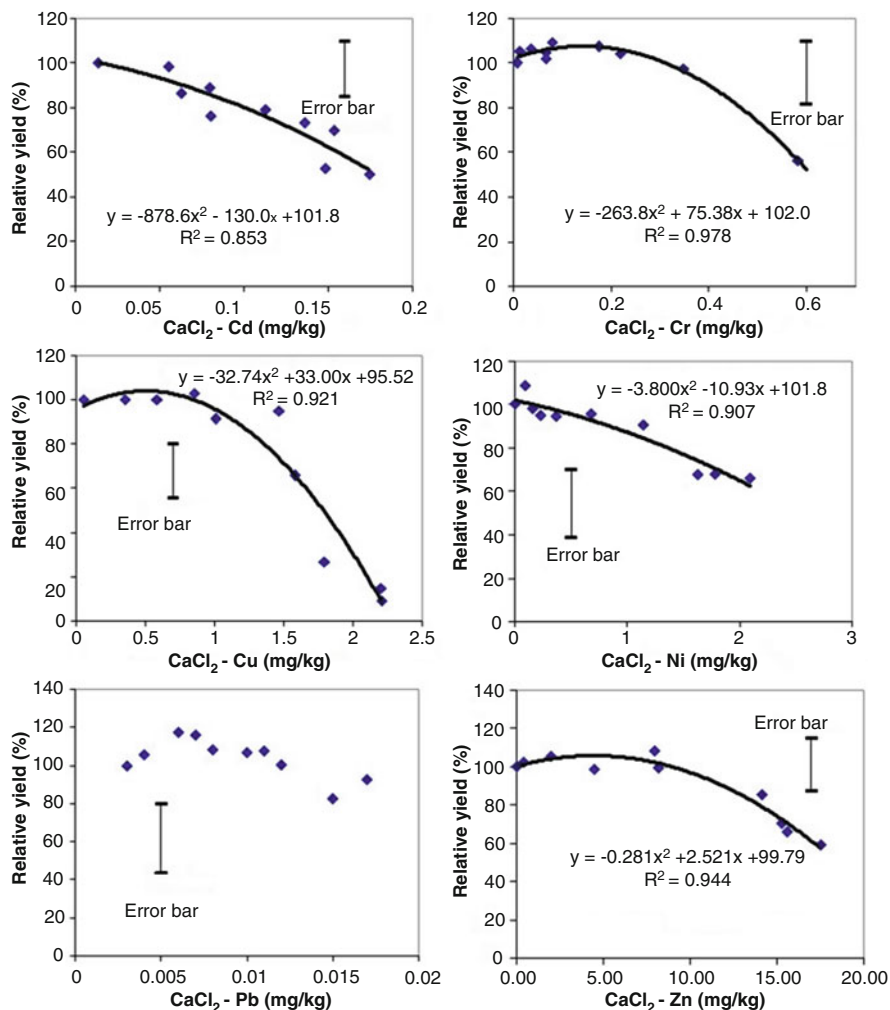 120
100
80
60
40
20
0
Relative yield (%)
Error bar
y = -878.6x² - 130.0x +101.8
R² = 0.853
0 0.05 0.1 0.15 0.2
CaCl₂ - Cd (mg/kg)
120
100
80
60
40
20
0
Relative yield (%)
Error bar
y = -263.8x² + 75.38x + 102.0
R² = 0.978
0 0.2 0.4 0.6
CaCl₂ - Cr (mg/kg)
120
100
80
60
40
20
0
Relative yield (%)
y = -32.74x² +33.00x +95.52
R² = 0.921
Error bar
0 0.5 1 1.5 2 2.5
CaCl₂ - Cu (mg/kg)
120
100
80
60
40
20
0
Relative yield (%)
y = -3.800x² -10.93x +101.8
R² = 0.907
Error bar
0 1 2 3
CaCl₂ - Ni (mg/kg)
140
120
100
80
60
40
20
0
Relative yield (%)
Error bar
0 0.005 0.01 0.015 0.02
CaCl₂ - Pb (mg/kg)
140
120
100
80
60
40
20
0
Relative yield (%)
Error bar
y = -0.281x² +2.521x +99.79
R² = 0.944
0.00 5.00 10.00 15.00 20.00
CaCl₂ - Zn (mg/kg)